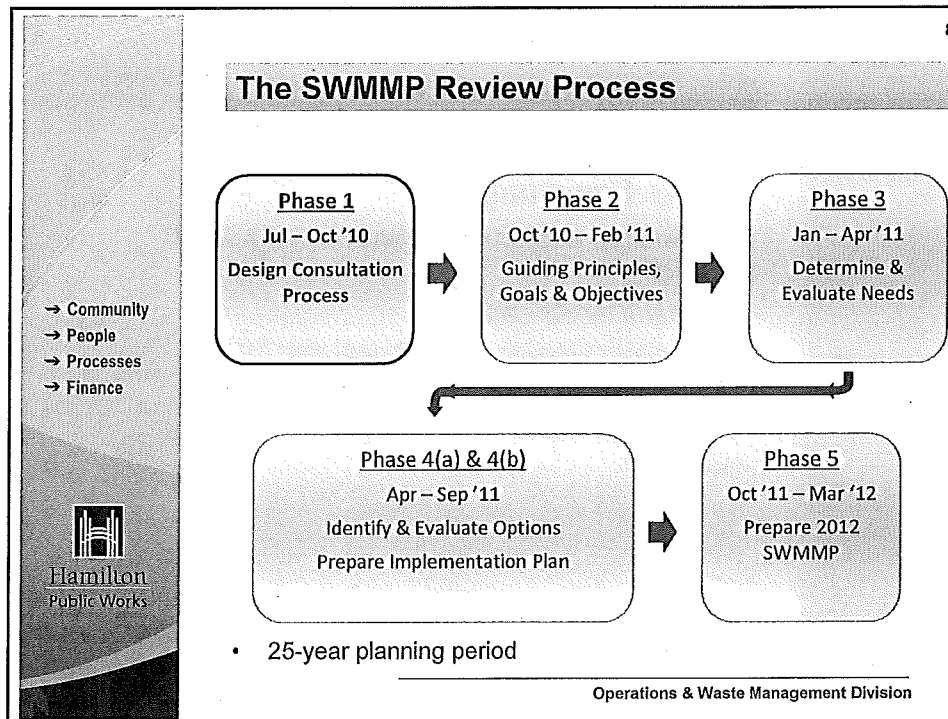 The SWMMP Review Process
Phase 1
Jul – Oct '10
Design Consultation
Process
Phase 2
Oct '10 – Feb '11
Guiding Principles,
Goals & Objectives
Phase 3
Jan – Apr '11
Determine &
Evaluate Needs
→ Community
→ People
→ Processes
→ Finance
Phase 4(a) & 4(b)
Apr – Sep '11
Identify & Evaluate Options
Prepare Implementation Plan
Phase 5
Oct '11 – Mar '12
Prepare 2012
SWMMP
Hamilton
Public Works
• 25-year planning period
Operations & Waste Management Division